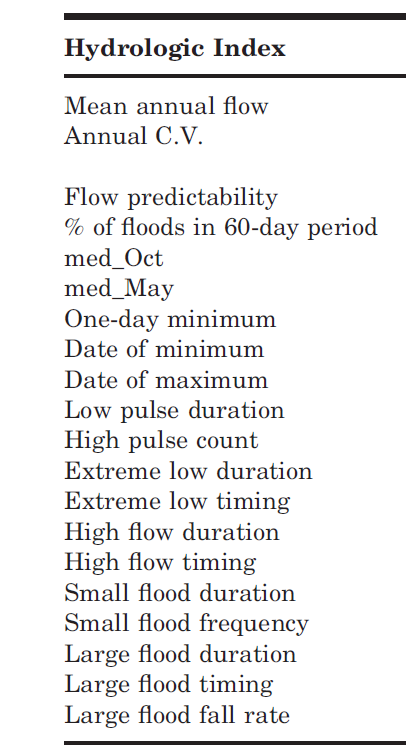 Hydrologic Index
Mean annual flow
Annual C.V.
Flow predictability
% of floods in 60-day period
med_Oct
med_May
One-day minimum
Date of minimum
Date of maximum
Low pulse duration
High pulse count
Extreme low duration
Extreme low timing
High flow duration
High flow timing
Small flood duration
Small flood frequency
Large flood duration
Large flood timing
Large flood fall rate